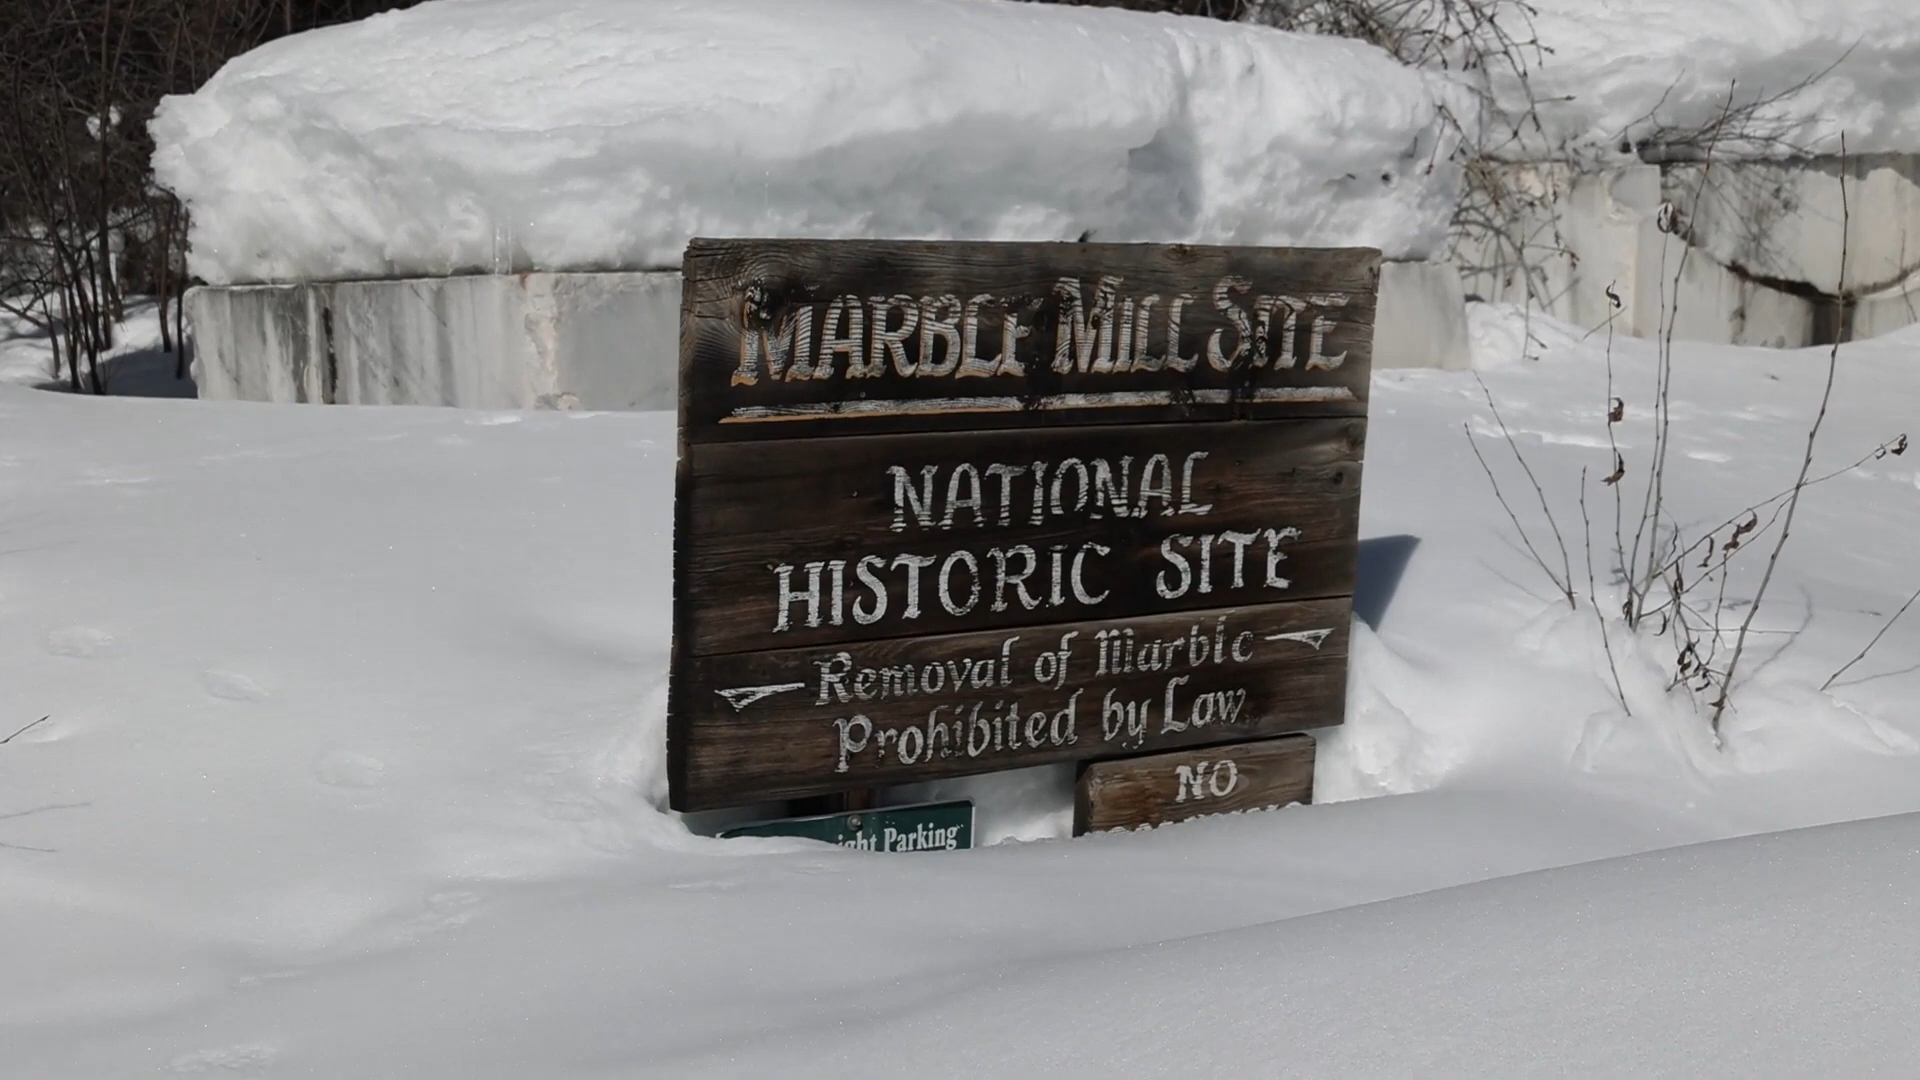 MARBLE MILL SITE
NATIONAL
HISTORIC SITE
Removal of Marble
Prohibited by Law
Parking
NO